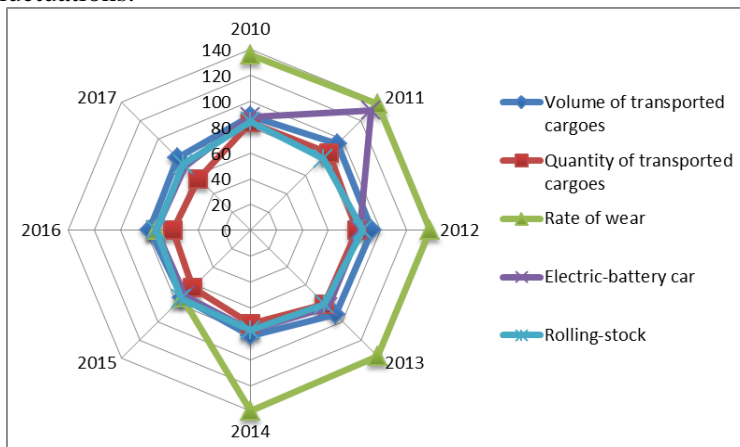 2010
140
120
100
80
60
40
20
0
2011
2012
2013
2014
2015
2016
2017
Volume of transported
cargoes
Quantity of transported
cargoes
Rate of wear
Electric-battery car
Rolling-stock